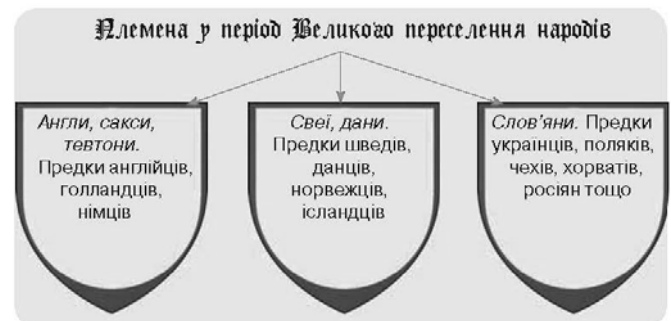 Племена у період Великого переселення народів
Англи, сакси,
тевтони.
Предки англійців,
голландців,
німців
Свеї, дани.
Предки шведів,
данців,
норвежців,
ісландців
Слов’яни. Предки
українців, поляків,
чехів, хорватів,
росіян тощо